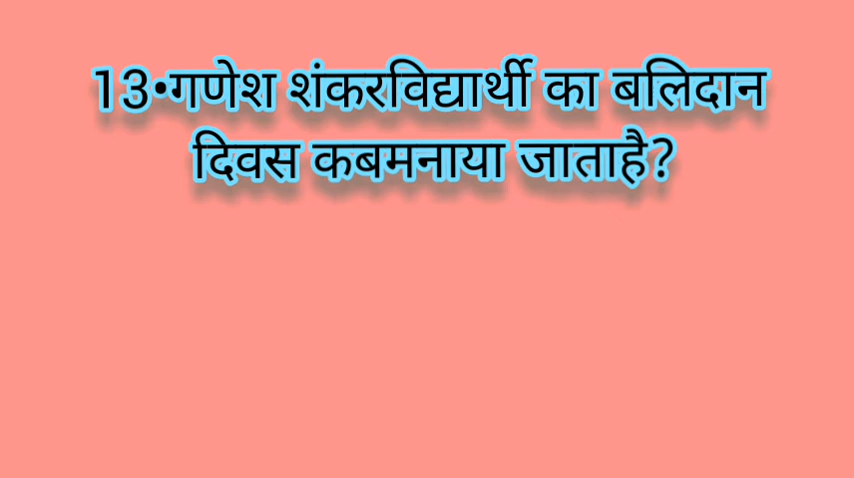 13•गणेश शंकरविद्यार्थी का बलिदान
दिवस कबमनाया जाताहै?